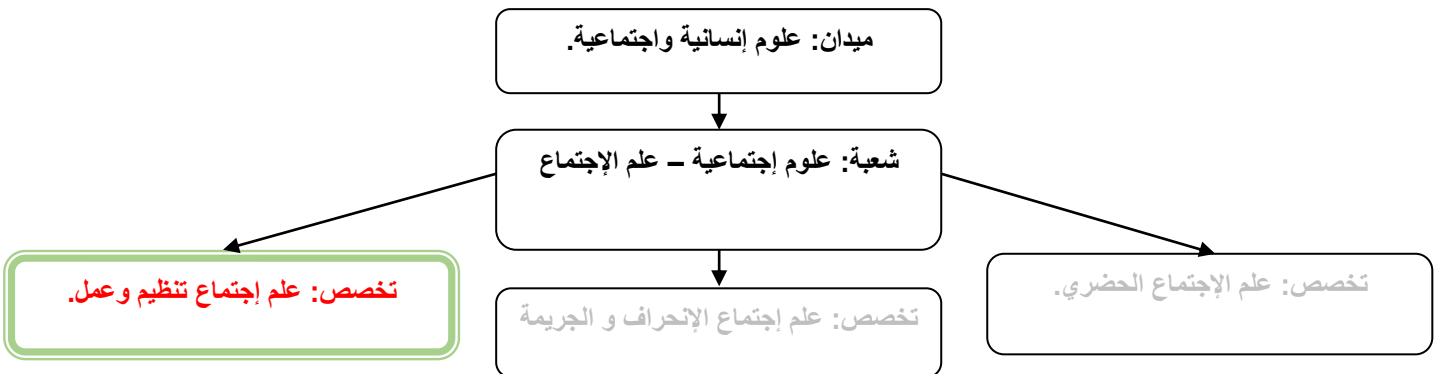 ميدان: علوم إنسانية واجتماعية.
شعبة: علوم إجتماعية – علم الإجتماع
تخصص: علم الإجتماع الحضري.
تخصص: علم إجتماع تنظيم وعمل.
تخصص: علم إجتماع الإنحراف و الجريمة